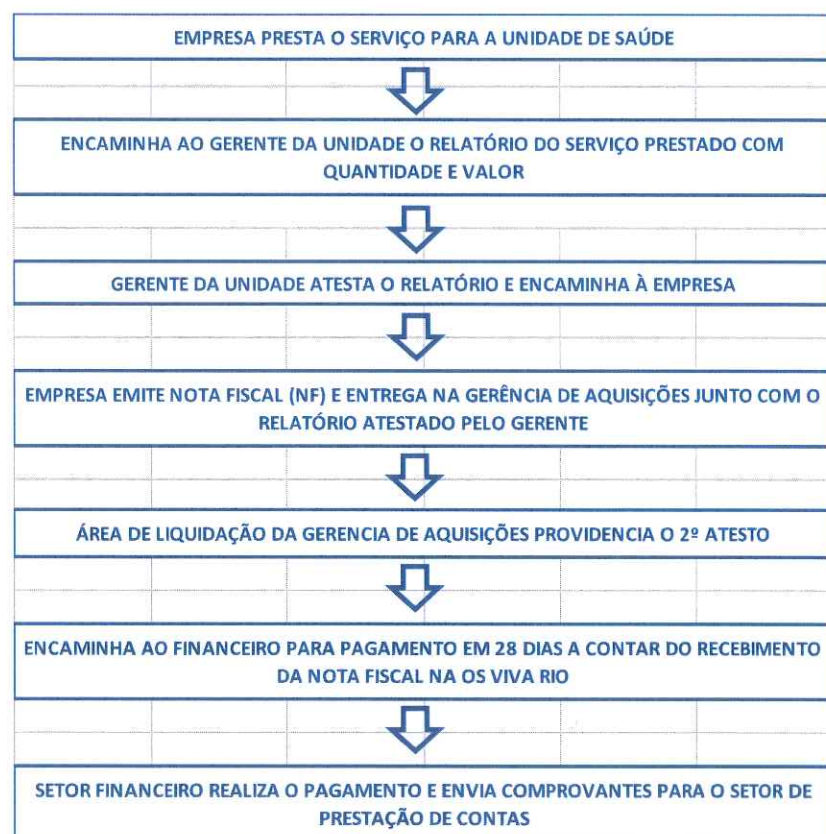 EMPRESA PRESTA O SERVIÇO PARA A UNIDADE DE SAÚDE
ENCAMINHA AO GERENTE DA UNIDADE O RELATÓRIO DO SERVIÇO PRESTADO COM
QUANTIDADE E VALOR
GERENTE DA UNIDADE ATESTA O RELATÓRIO E ENCAMINHA À EMPRESA
EMPRESA EMITE NOTA FISCAL (NF) E ENTREGA NA GERÊNCIA DE AQUISIÇÕES JUNTO COM O
RELATÓRIO ATESTADO PELO GERENTE
ÁREA DE LIQUIDAÇÃO DA GERENCIA DE AQUISIÇÕES PROVIDENCIA O 2º ATESTO
ENCAMINHA AO FINANCEIRO PARA PAGAMENTO EM 28 DIAS A CONTAR DO RECEBIMENTO
DA NOTA FISCAL NA OS VIVA RIO
SETOR FINANCEIRO REALIZA O PAGAMENTO E ENVIA COMPROVANTES PARA O SETOR DE
PRESTAÇÃO DE CONTAS